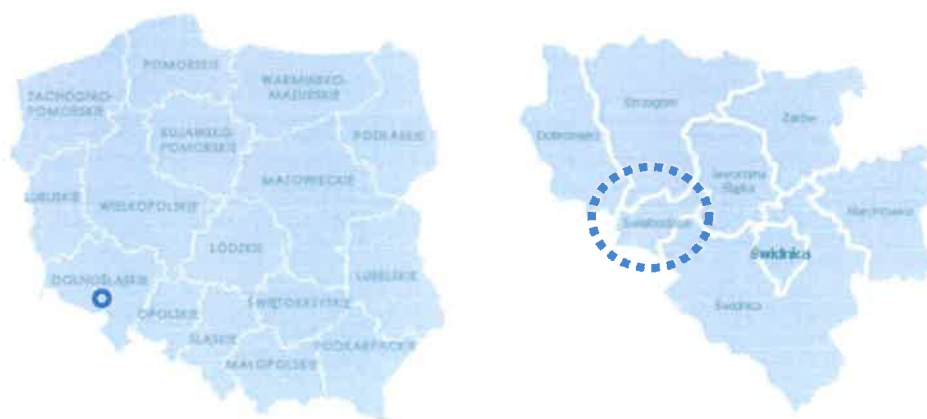 POMORSKIE
WARMIŃSKO-
MAZURSKIE
ZACHODNIO-
POMORSKIE
KUJAWSKO-
POMORSKIE
PODLASKIE
MAZOWIECKIE
LUBUSKIE
WIELKOPOLSKIE
ŁÓDZKIE
LUBELSKIE
DOLNOŚLĄSKIE
OPOLSKIE
ŚWIĘTOKRZYSKIE
ŚLĄSKIE
PODKARPACKIE
MAŁOPOLSKIE
Strzegom
Żarów
Dobromierz
Jaworzyna
Śląska
Marcinowice
Świebodzice
Świdnica
Świdnica